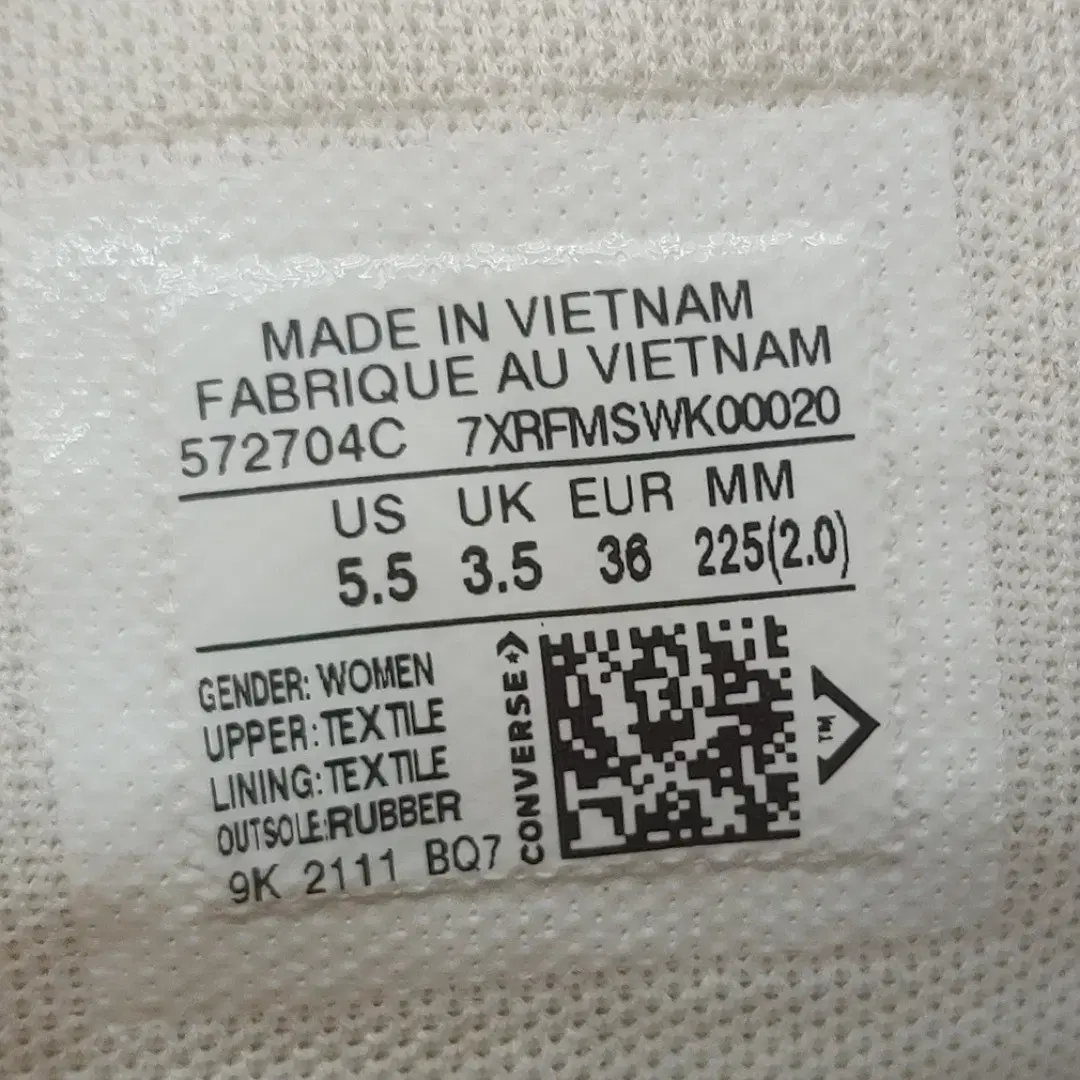 MADE IN VIETNAM
FABRIQUE AU VIETNAM
572704C 7XRFMSWK00020
US UK EUR MM
5.5 3.5 36 225(2.0)
GENDER: WOMEN
UPPER:TEXTILE
LINING:TEXTILE
OUTSOLE:RUBBER
9K 2111 BQ7
CONVERSE
TM